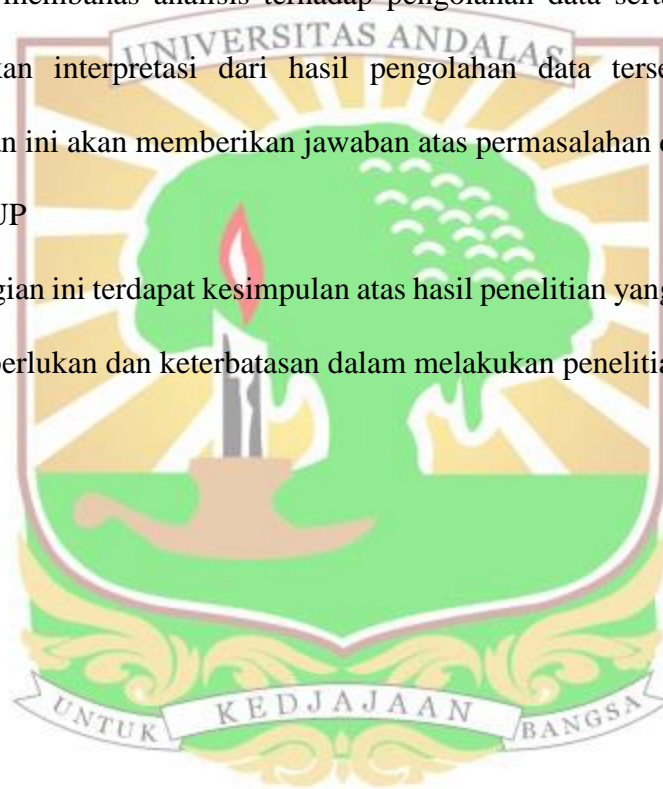 membahas analisis terhadap pengolahan data serta
UNIVERSITAS ANDALAS
kan interpretasi dari hasil pengolahan data terse
n ini akan memberikan jawaban atas permasalahan
UP
gian ini terdapat kesimpulan atas hasil penelitian yang
perlukan dan keterbatasan dalam melakukan penelitia
UNTUK KEDJAJAAN BANGSA